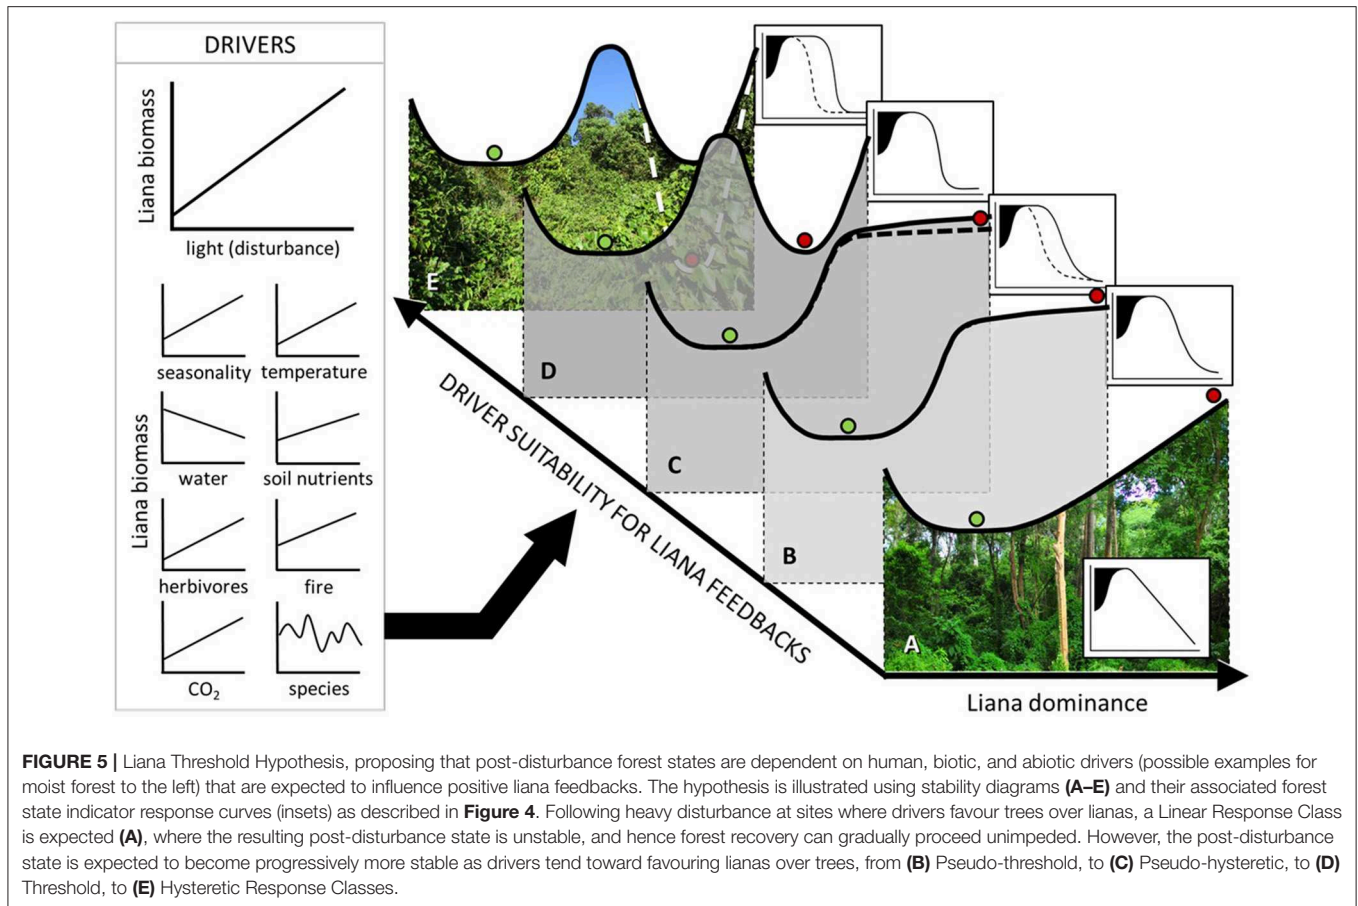 DRIVERS
Liana biomass
light (disturbance)
seasonality
temperature
Liana biomass
water
soil nutrients
herbivores
fire
CO₂
species
E
D
C
B
A
DRIVER SUITABILITY FOR LIANA FEEDBACKS
Liana dominance
FIGURE 5 | Liana Threshold Hypothesis, proposing that post-disturbance forest states are dependent on human, biotic, and abiotic drivers (possible examples for
moist forest to the left) that are expected to influence positive liana feedbacks. The hypothesis is illustrated using stability diagrams (A–E) and their associated forest
state indicator response curves (insets) as described in Figure 4. Following heavy disturbance at sites where drivers favour trees over lianas, a Linear Response Class
is expected (A), where the resulting post-disturbance state is unstable, and hence forest recovery can gradually proceed unimpeded. However, the post-disturbance
state is expected to become progressively more stable as drivers tend toward favouring lianas over trees, from (B) Pseudo-threshold, to (C) Pseudo-hysteretic, to (D)
Threshold, to (E) Hysteretic Response Classes.